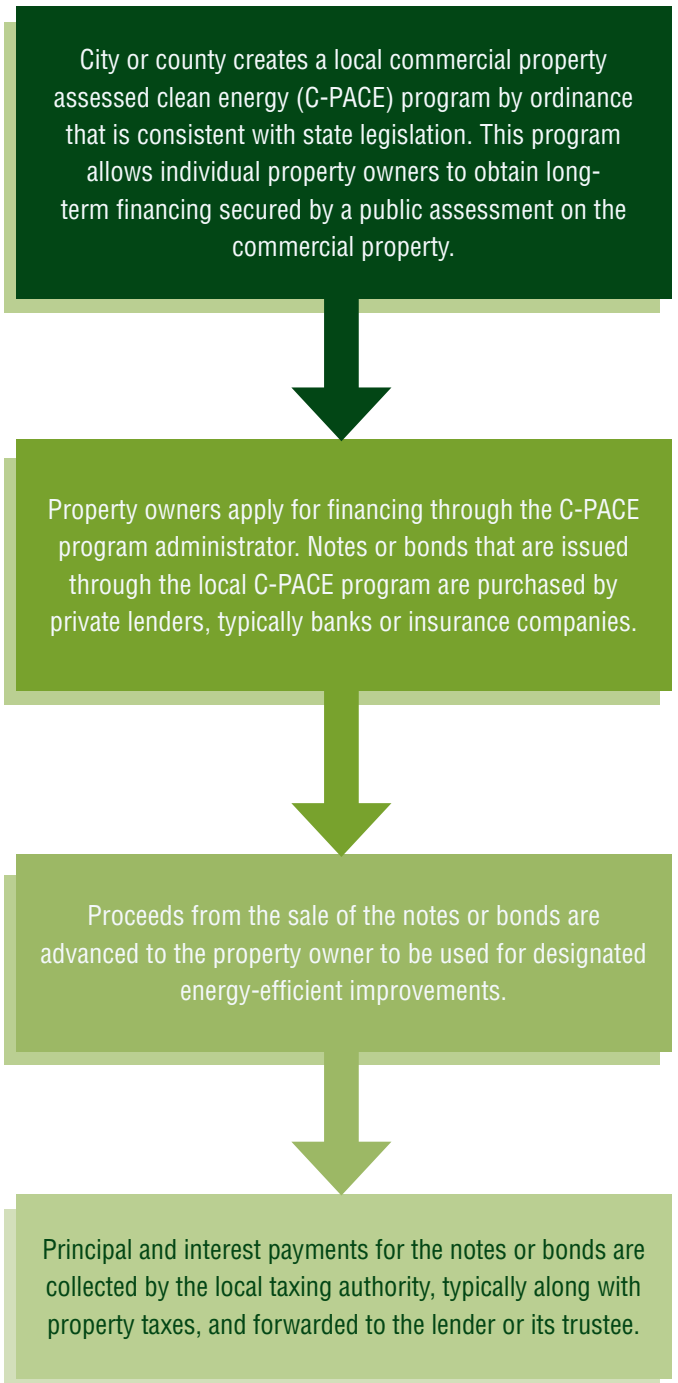 City or county creates a local commercial property
assessed clean energy (C-PACE) program by ordinance
that is consistent with state legislation. This program
allows individual property owners to obtain long-
term financing secured by a public assessment on the
commercial property.
Property owners apply for financing through the C-PACE
program administrator. Notes or bonds that are issued
through the local C-PACE program are purchased by
private lenders, typically banks or insurance companies.
Proceeds from the sale of the notes or bonds are
advanced to the property owner to be used for designated
energy-efficient improvements.
Principal and interest payments for the notes or bonds are
collected by the local taxing authority, typically along with
property taxes, and forwarded to the lender or its trustee.